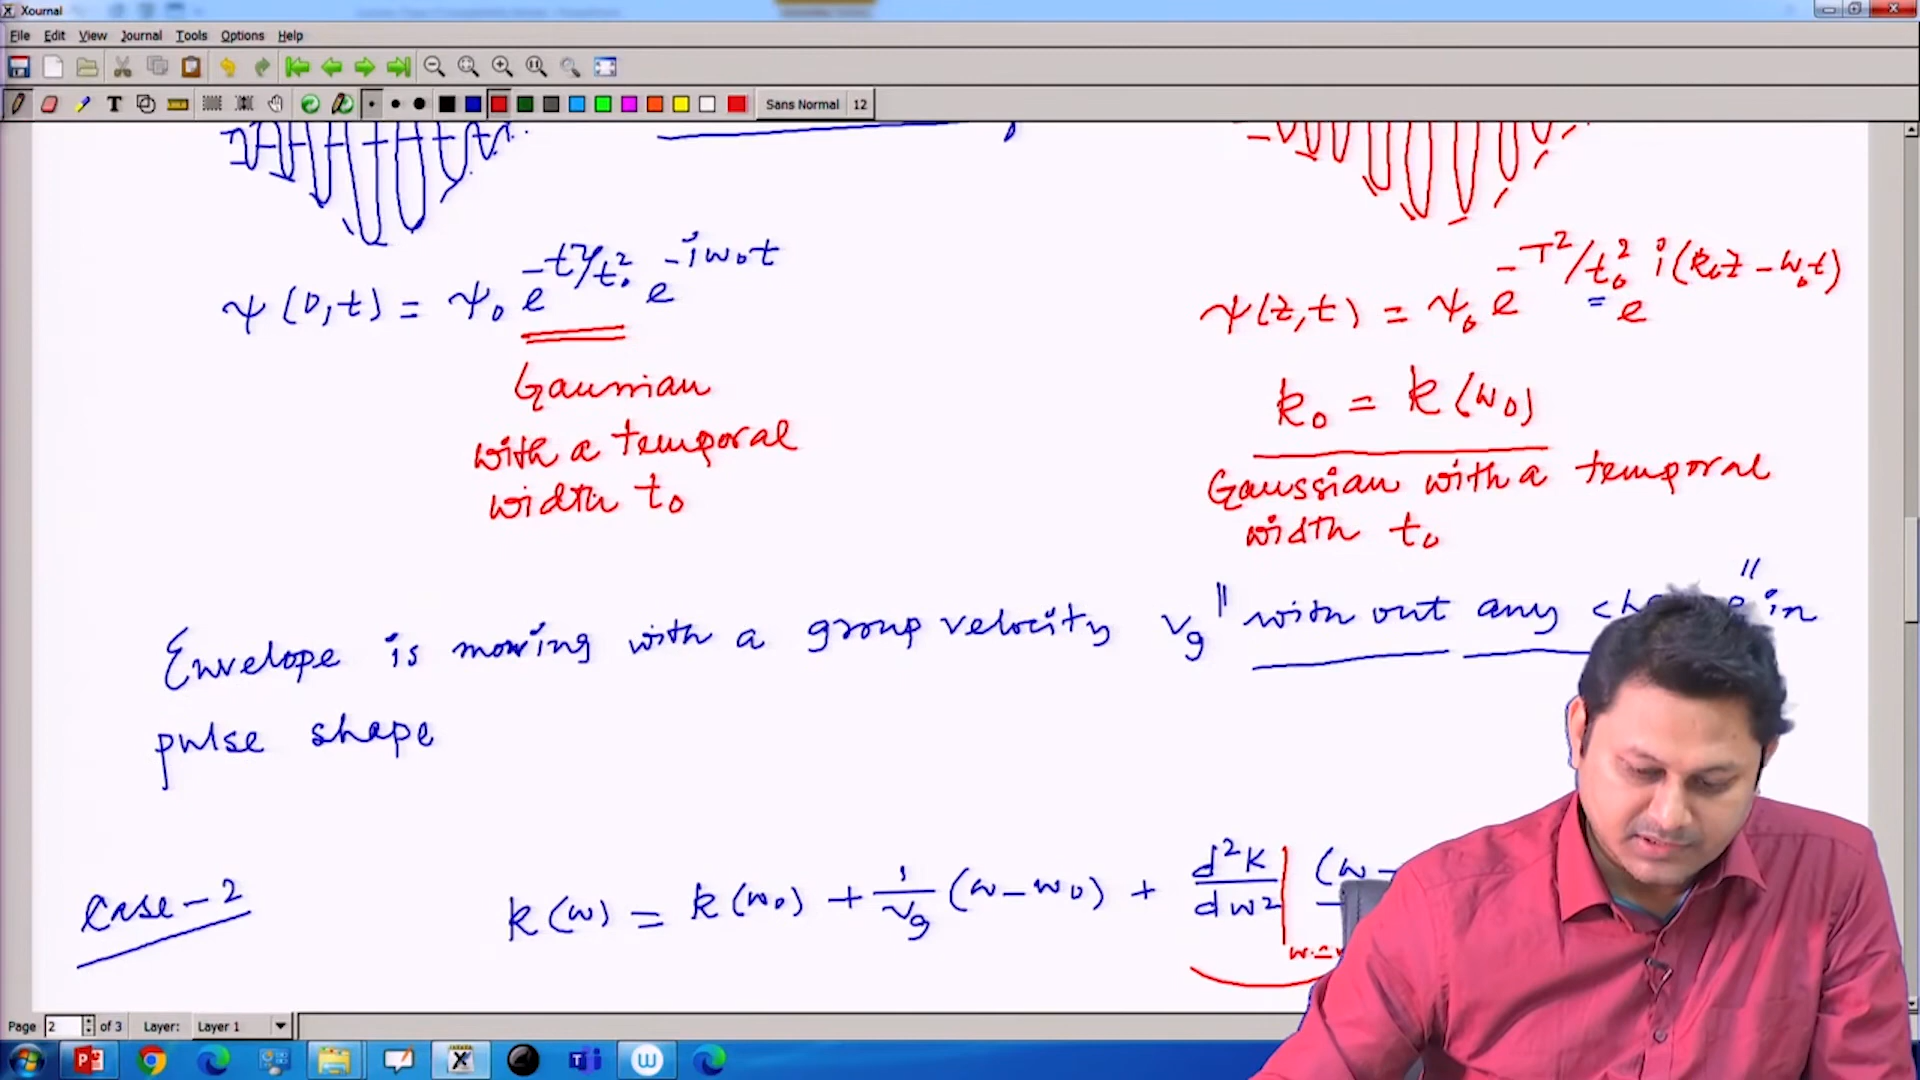 Xournal
File Edit View Journal Tools Options Help
Sans Normal 12
ψ(0,t) = ψ₀ e^{-t²/t₀²} e^{-iω₀t}
Gaussian
with a temporal
width t₀
ψ(z,t) = ψ₀ e^{-T²/t₀²} e^{i(k₀z - ω₀t)}
k₀ = k(ω₀)
Gaussian with a temporal
width t₀
Envelope is moving with a group velocity v_g "with out any in
pulse shape
Case-2
k(ω) = k(ω₀) + 1/v_g (ω-ω₀) + d²k/dω² | (ω-
Page 2 of 3 Layer: Layer 1